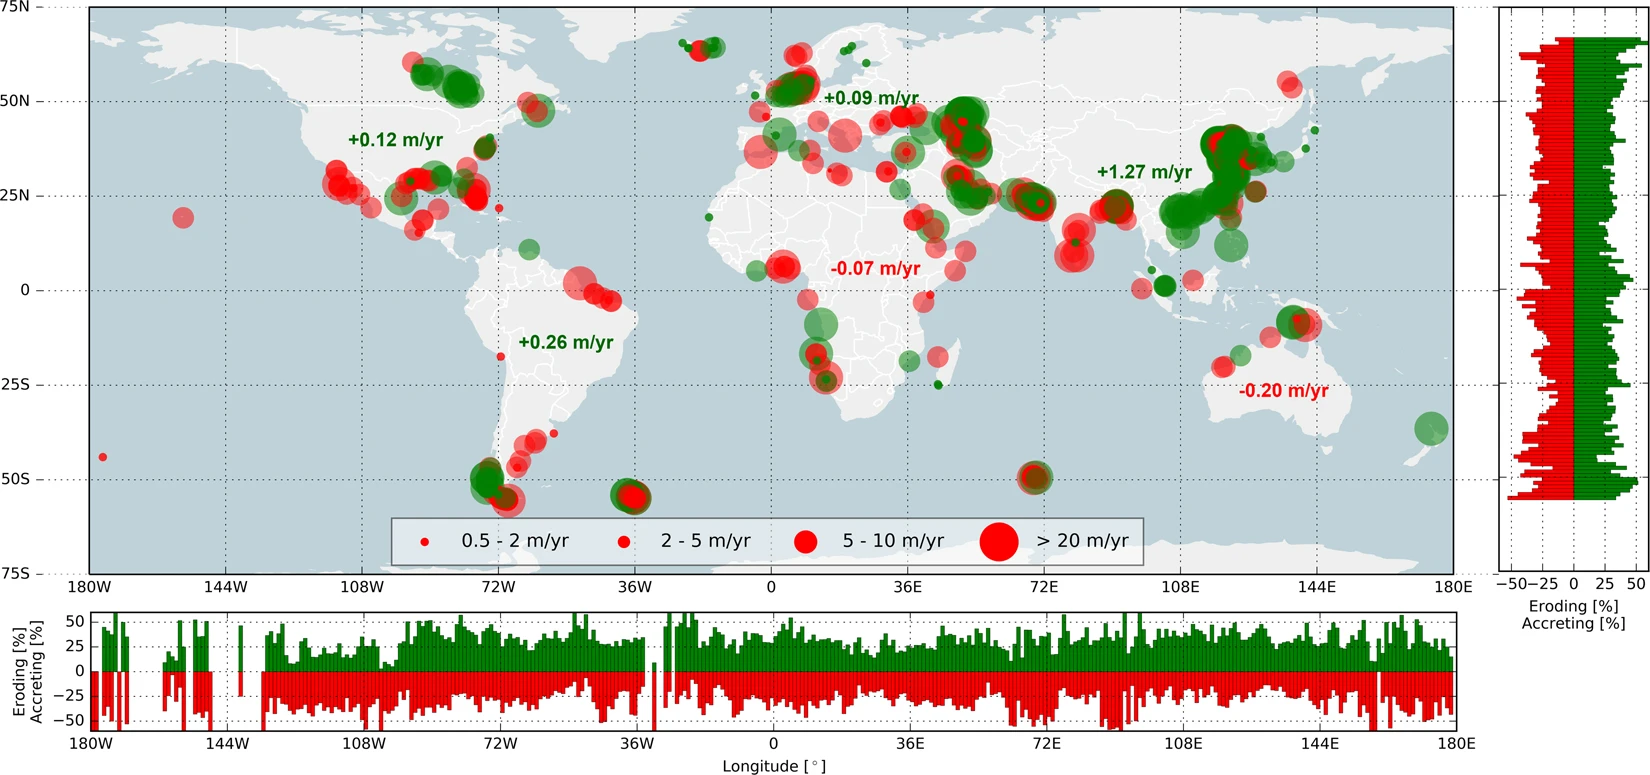 75N
50N
25N
0
25S
50S
75S
+0.12 m/yr
+0.09 m/yr
+1.27 m/yr
-0.07 m/yr
+0.26 m/yr
-0.20 m/yr
0.5 - 2 m/yr 2 - 5 m/yr 5 - 10 m/yr > 20 m/yr
180W 144W 108W 72W 36W 0 36E 72E 108E 144E 180E
−50 −25 0 25 50
Eroding [%]
Accreting [%]
Eroding [%]
Accreting [%]
50
25
0
−25
−50
180W 144W 108W 72W 36W 0 36E 72E 108E 144E 180E
Longitude [°]